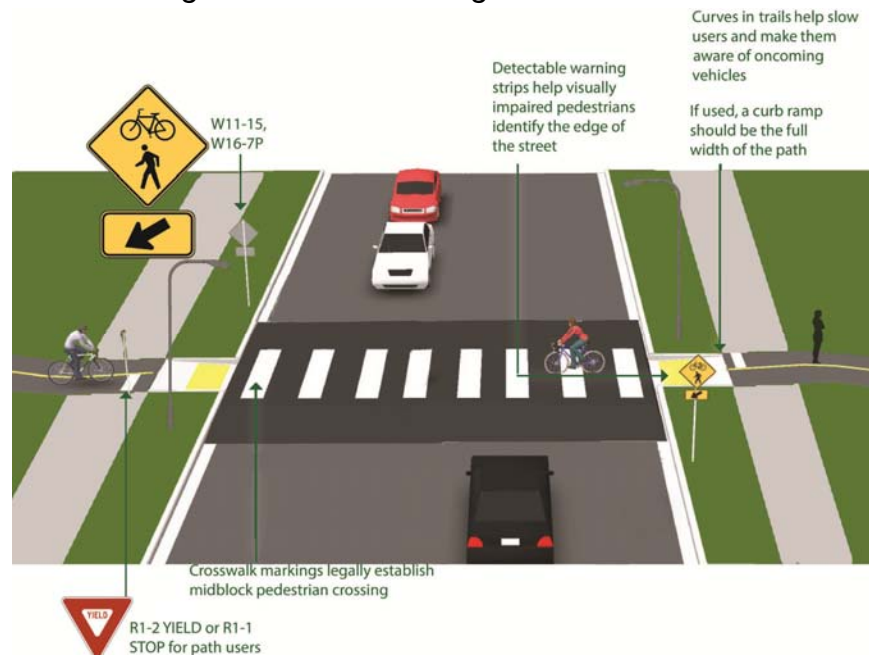 Curves in trails help slow
users and make them
aware of oncoming
vehicles
If used, a curb ramp
should be the full
width of the path
Detectable warning
strips help visually
impaired pedestrians
identify the edge of
the street
W11-15,
W16-7P
Crosswalk markings legally establish
midblock pedestrian crossing
YIELD
R1-2 YIELD or R1-1
STOP for path users